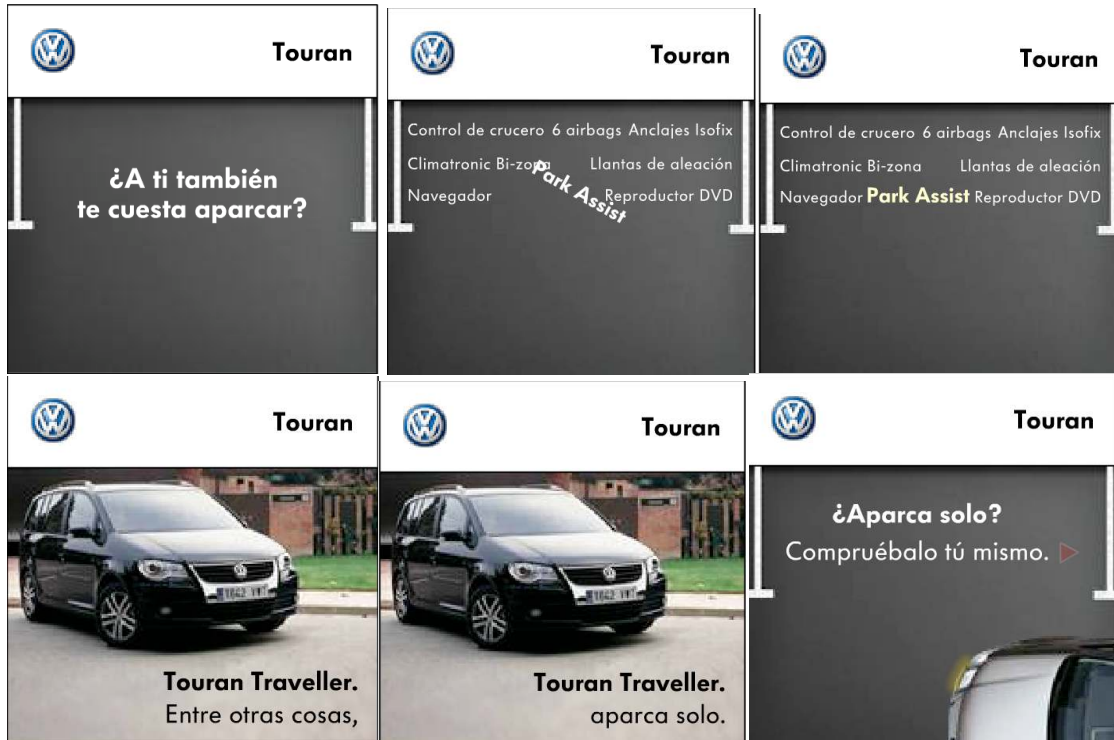 Touran
¿A ti también
te cuesta aparcar?
Touran
Control de crucero 6 airbags Anclajes Isofix
Climatronic Bi-zona Llantas de aleación
Navegador Park Assist Reproductor DVD
Touran
Control de crucero 6 airbags Anclajes Isofix
Climatronic Bi-zona Llantas de aleación
Navegador Park Assist Reproductor DVD
Touran
Touran Traveller.
Entre otras cosas,
Touran
Touran Traveller.
aparca solo.
Touran
¿Aparca solo?
Compruébalo tú mismo.